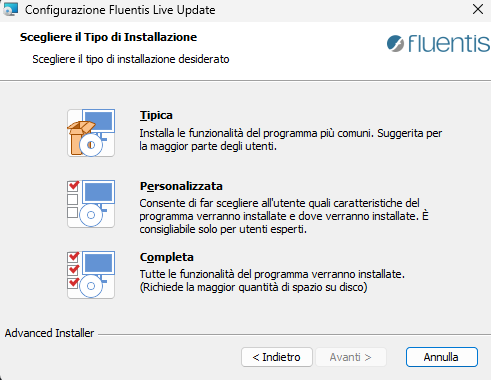 Configurazione Fluentis Live Update
Scegliere il Tipo di Installazione
Scegliere il tipo di installazione desiderato
fluentis
Tipica
Installa le funzionalità del programma più comuni. Suggerita per
la maggior parte degli utenti.
Personalizzata
Consente di far scegliere all'utente quali caratteristiche del
programma verranno installate e dove verranno installate. È
consigliabile solo per utenti esperti.
Completa
Tutte le funzionalità del programma verranno installate.
(Richiede la maggior quantità di spazio su disco)
Advanced Installer
< Indietro
Avanti >
Annulla